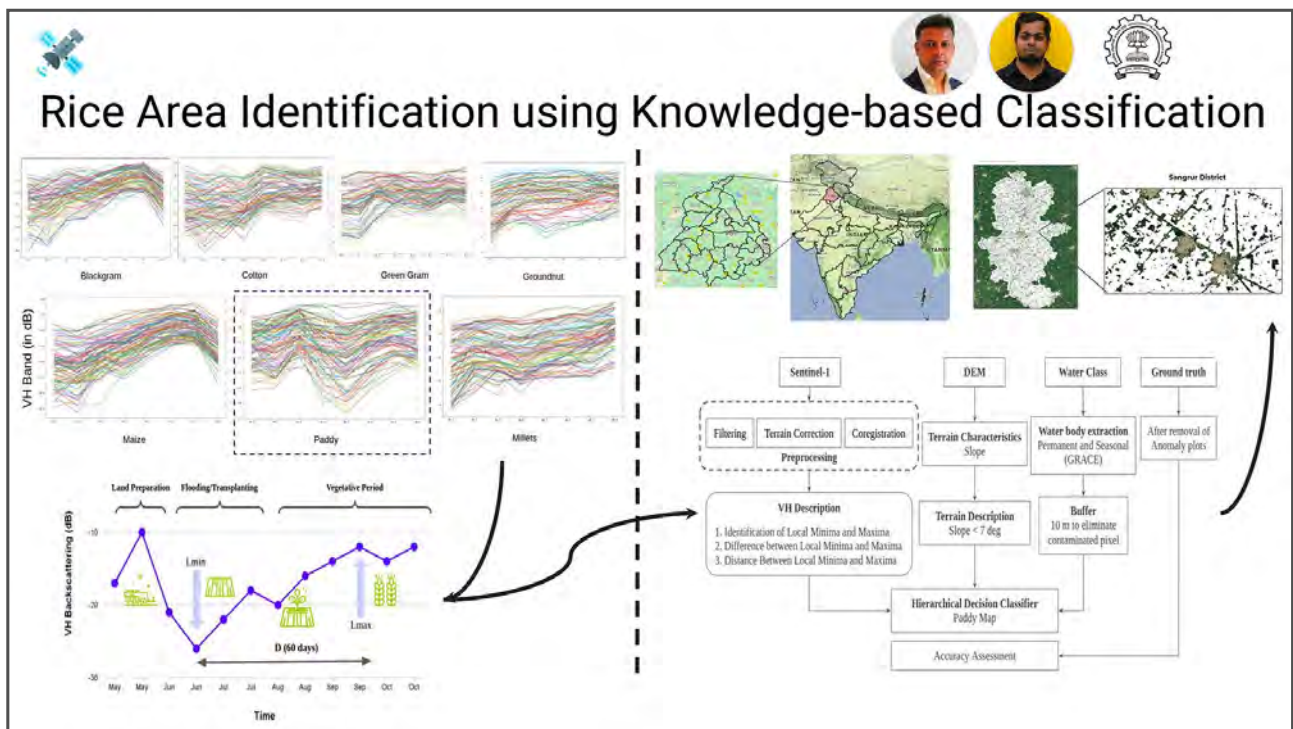 Rice Area Identification using Knowledge-based Classification
Blackgram
Cotton
Green Gram
Groundnut
VH Band (in dB)
Maize
Paddy
Millets
Land Preparation
Flooding/Transplanting
Vegetative Period
VH Backscattering (dB)
-10
-20
-30
Lmin
Lmax
D (60 days)
May
May
Jun
Jun
Jul
Jul
Aug
Aug
Sep
Sep
Oct
Oct
Time
Sangrur District
Sentinel-1
DEM
Water Class
Ground truth
Filtering
Terrain Correction
Coregistration
Preprocessing
Terrain Characteristics
Slope
Water body extraction
Permanent and Seasonal
(GRACE)
After removal of
Anomaly plots
VH Description
1. Identification of Local Minima and Maxima
2. Difference between Local Minima and Maxima
3. Distance Between Local Minima and Maxima
Terrain Description
Slope < 7 deg
Buffer
10 m to eliminate
contaminated pixel
Hierarchical Decision Classifier
Paddy Map
Accuracy Assessment